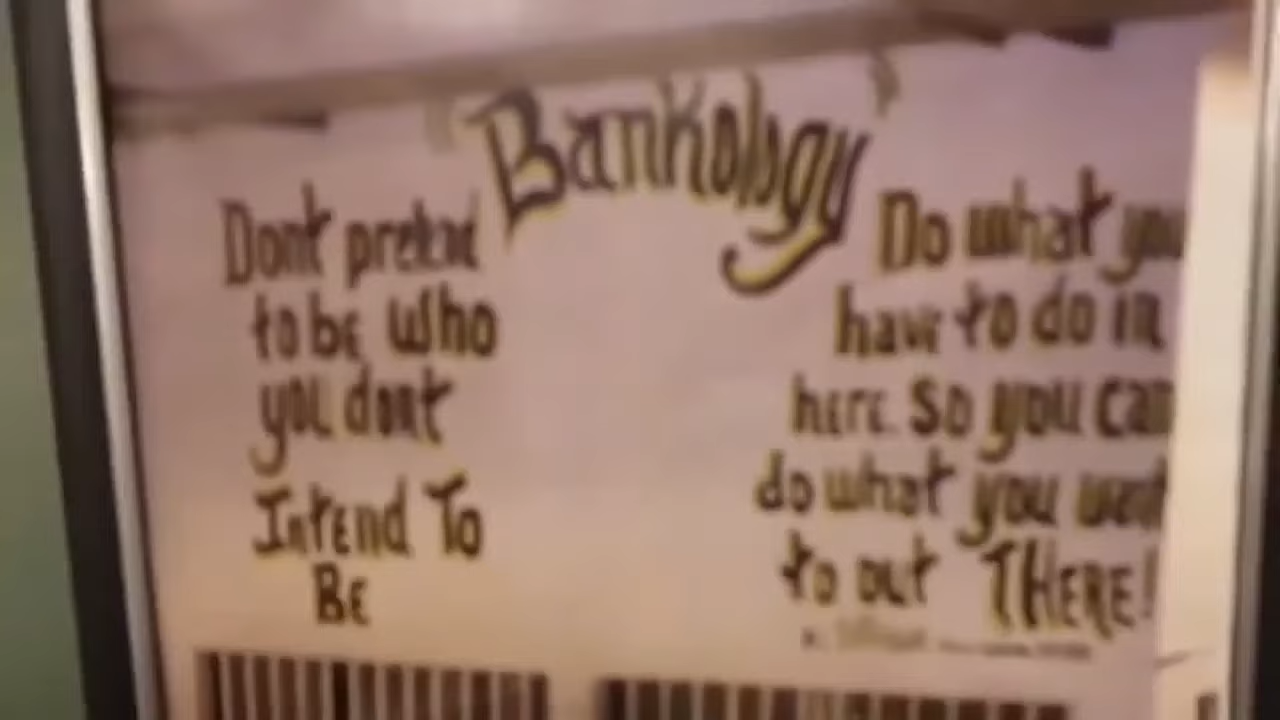 "Bankology"
Dont pretend
to be who
you dont
Intend To
BE
Do what you
have to do in
here. So you can
do what you want
to out THERE!